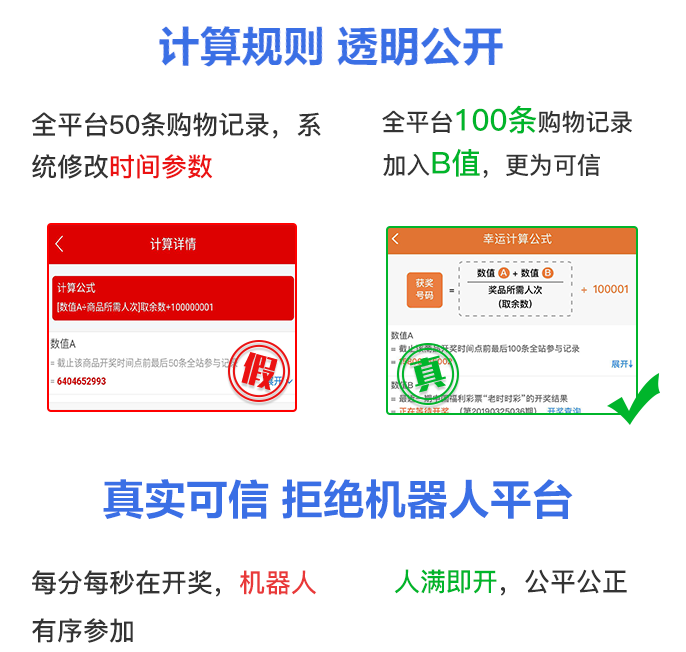 计算规则 透明公开
全平台50条购物记录，系
统修改时间参数
全平台100条购物记录
加入B值，更为可信
计算详情
计算公式
[数值A÷商品所需人次]取余数+100000001
数值A
= 截止该商品开奖时间点前最后50条全站参与记录
= 6404652993
展开
假
幸运计算公式
获奖
号码
=
数值 A + 数值 B
奖品所需人次
(取余数)
+ 100001
数值A
= 截止该商品开奖时间点前最后100条全站参与记录
展开↓
真
数值B
= 最近一期中国福利彩票“老时时彩”的开奖结果
= 正在等待开奖 （第20190325036期） 开奖查询
真实可信 拒绝机器人平台
每分每秒在开奖，机器人
有序参加
人满即开，公平公正